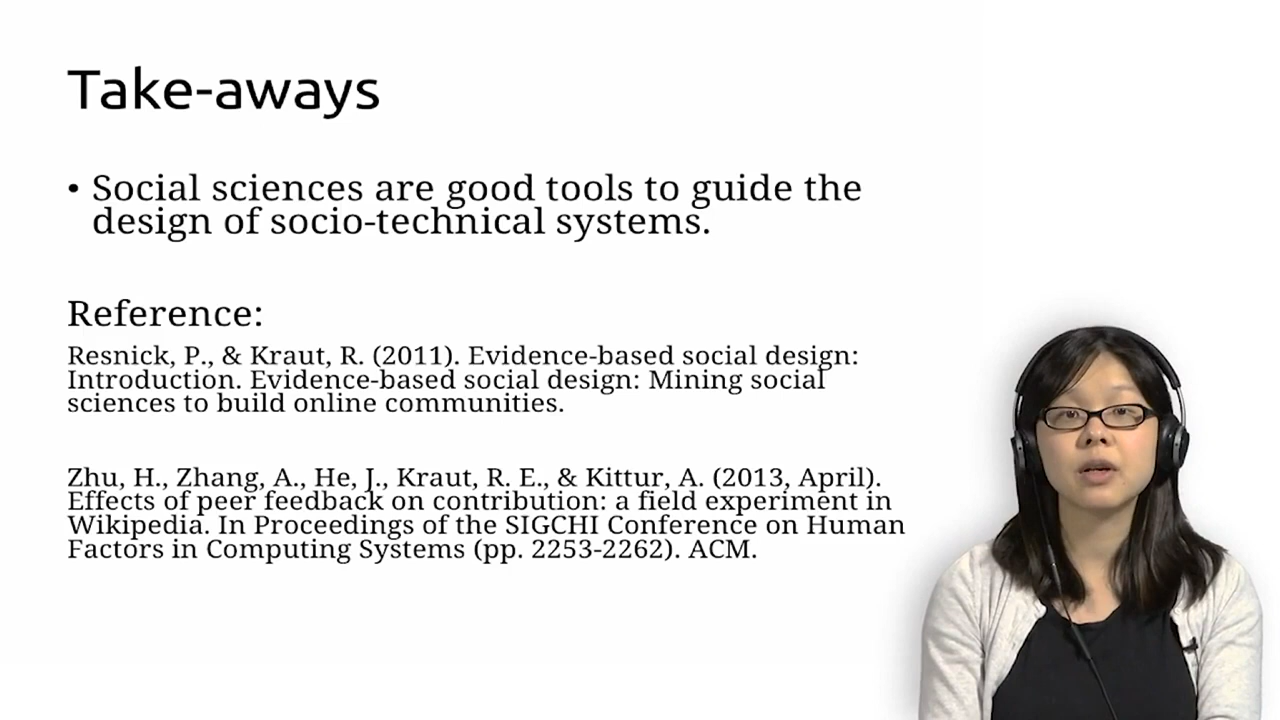 Take-aways
• Social sciences are good tools to guide the
design of socio-technical systems.
Reference:
Resnick, P., & Kraut, R. (2011). Evidence-based social design:
Introduction. Evidence-based social design: Mining social
sciences to build online communities.
Zhu, H., Zhang, A., He, J., Kraut, R. E., & Kittur, A. (2013, April).
Effects of peer feedback on contribution: a field experiment in
Wikipedia. In Proceedings of the SIGCHI Conference on Human
Factors in Computing Systems (pp. 2253-2262). ACM.